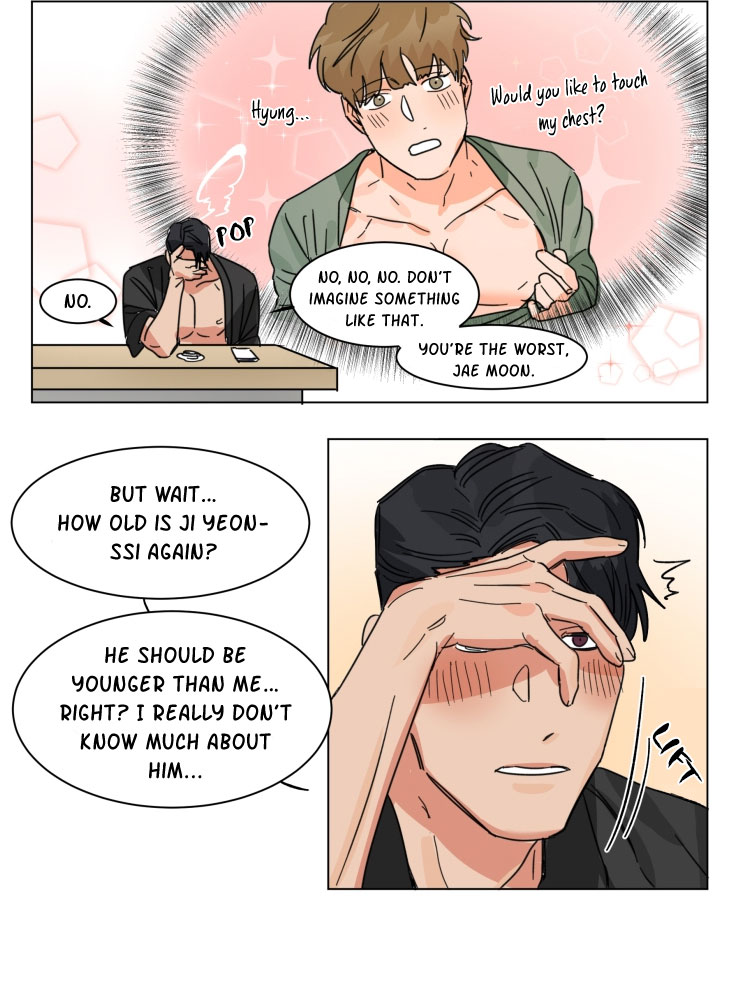 Hyung...
Would you like to touch
my chest?
POP
NO.
NO, NO, NO. DON'T
IMAGINE SOMETHING
LIKE THAT.
YOU'RE THE WORST,
JAE MOON.
BUT WAIT...
HOW OLD IS JI YEON-
SSI AGAIN?
HE SHOULD BE
YOUNGER THAN ME...
RIGHT? I REALLY DON'T
KNOW MUCH ABOUT
HIM...
LIFT